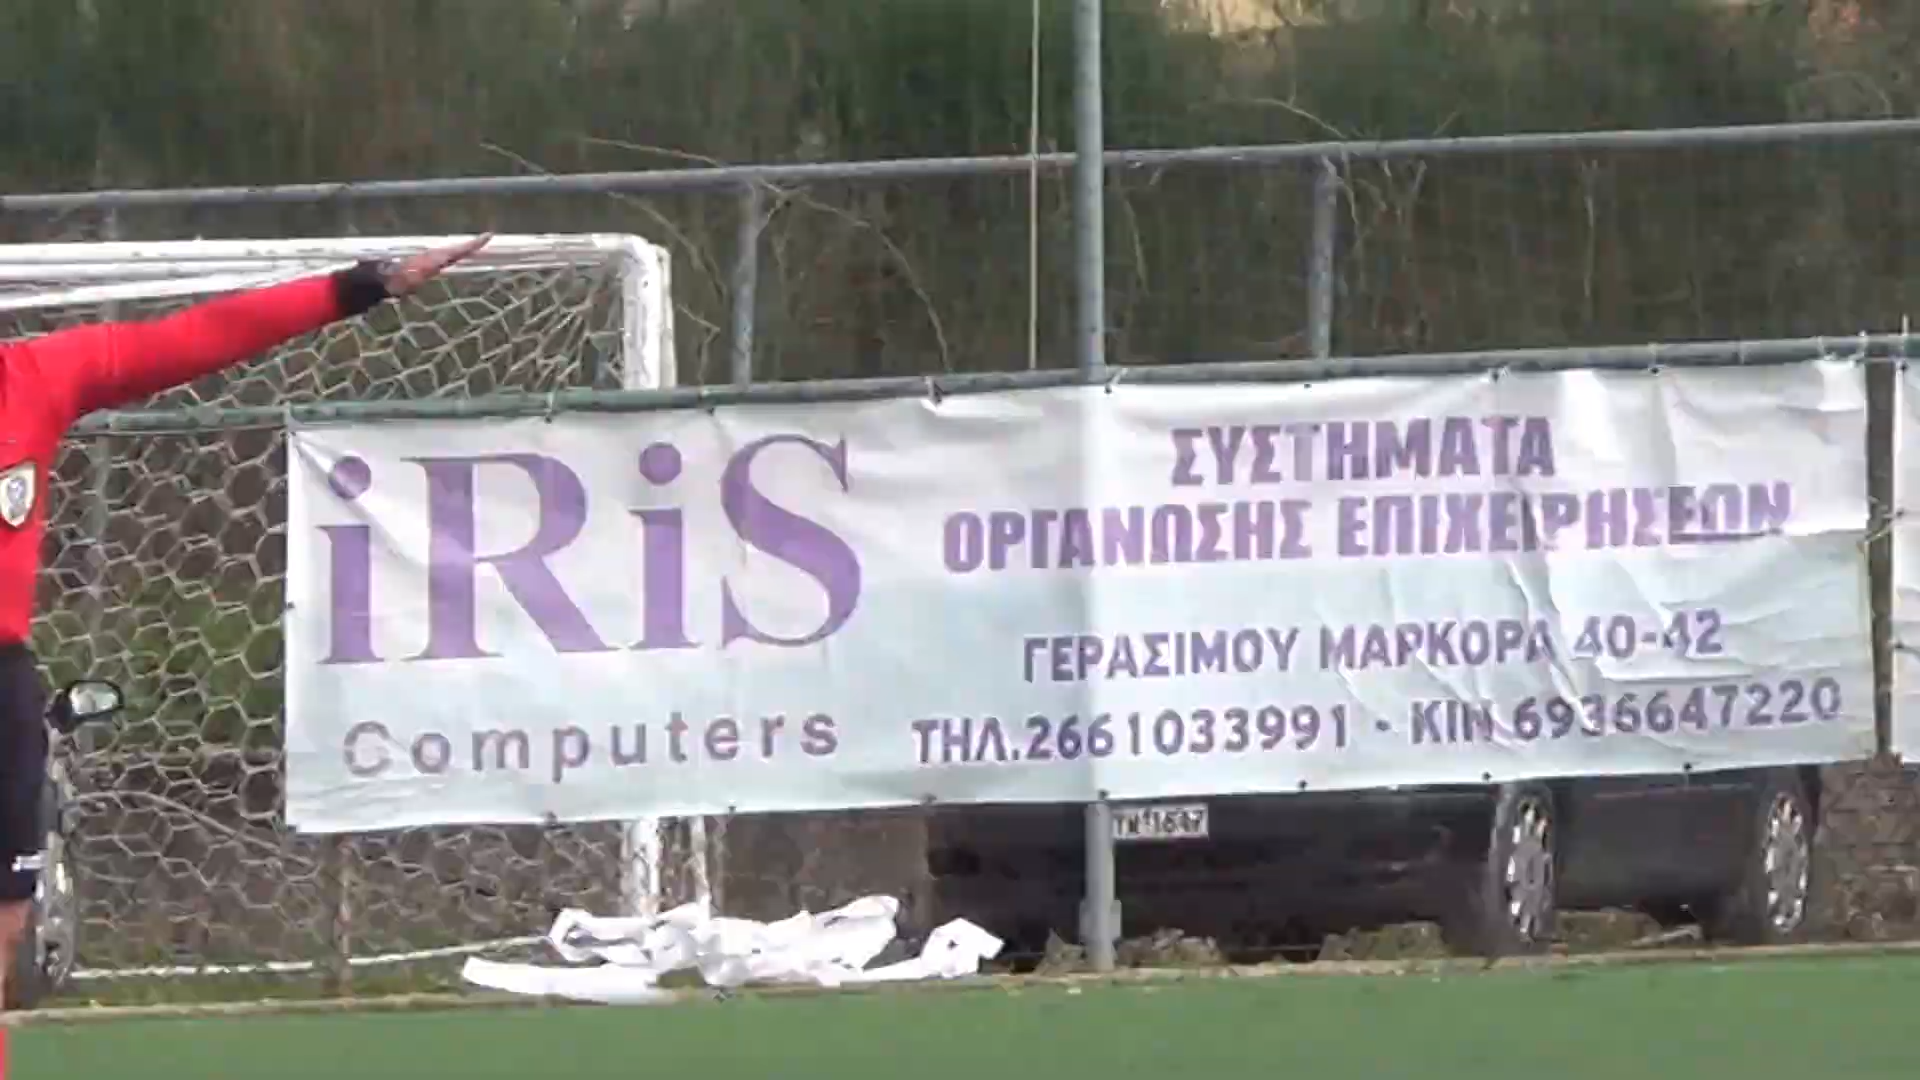 iRiS
Computers
ΣΥΣΤΗΜΑΤΑ
ΟΡΓΑΝΩΣΗΣ ΕΠΙΧΕΙΡΗΣΕΩΝ
ΓΕΡΑΣΙΜΟΥ ΜΑΡΚΟΡΑ 40-42
ΤΗΛ.2661033991 · ΚΙΝ 6936647220